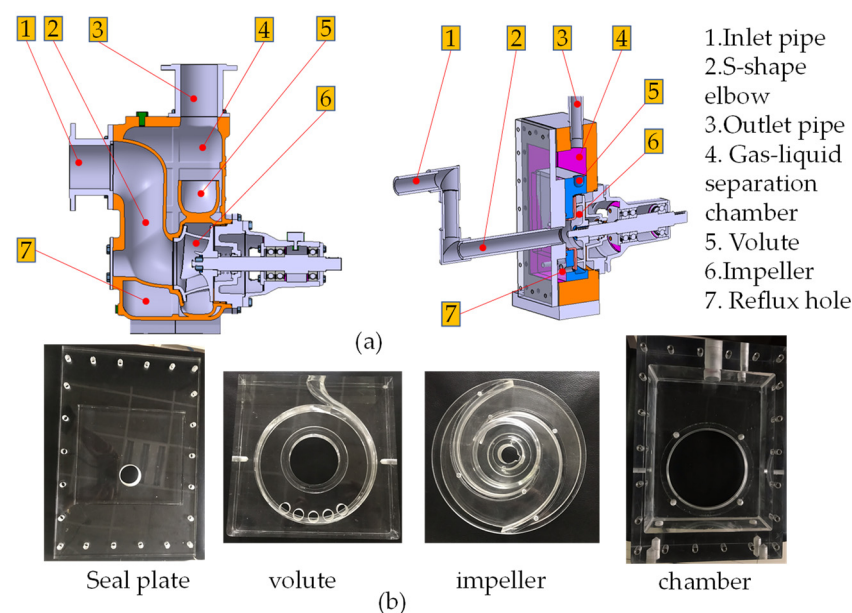 1 2 3 4 5 6 7
1 2 3 4 5 6 7
1.Inlet pipe
2.S-shape
elbow
3.Outlet pipe
4. Gas-liquid
separation
chamber
5. Volute
6.Impeller
7. Reflux hole
(a)
Seal plate volute impeller chamber
(b)